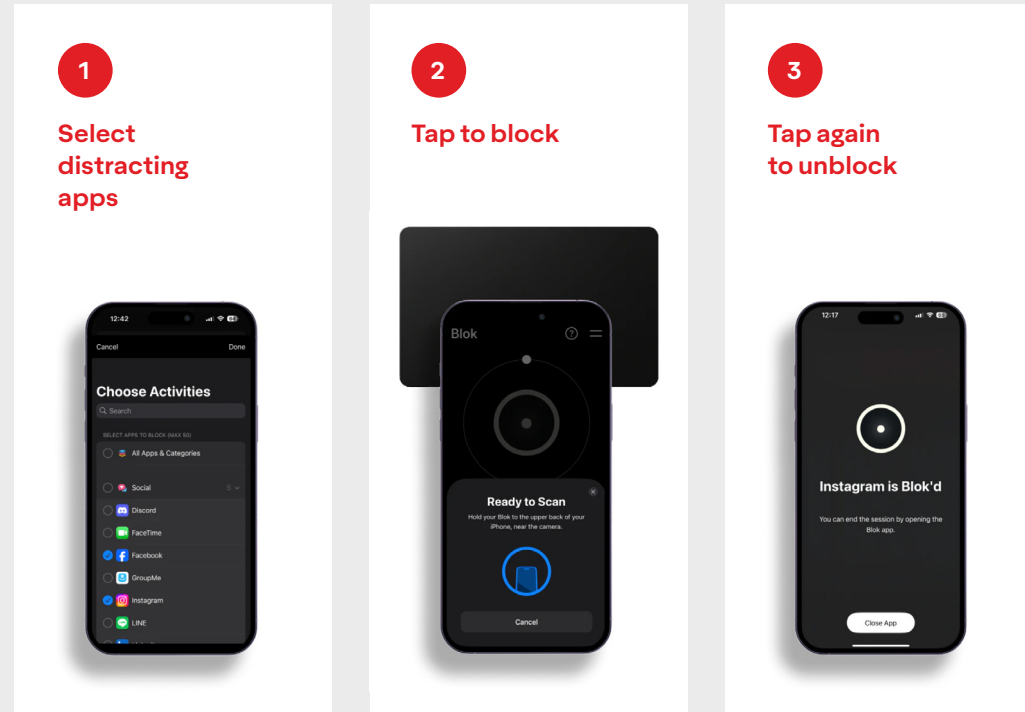 1
Select
distracting
apps
12:42
Cancel
Done
Choose Activities
Search
SELECT APPS TO BLOCK (MAX 50)
All Apps & Categories
Social
5
Discord
FaceTime
Facebook
GroupMe
Instagram
LINE
2
Tap to block
Blok
?
Ready to Scan
Hold your Blok to the upper back of your
iPhone, near the camera.
Cancel
3
Tap again
to unblock
12:17
Instagram is Blok'd
You can end the session by opening the
Blok app.
Close App